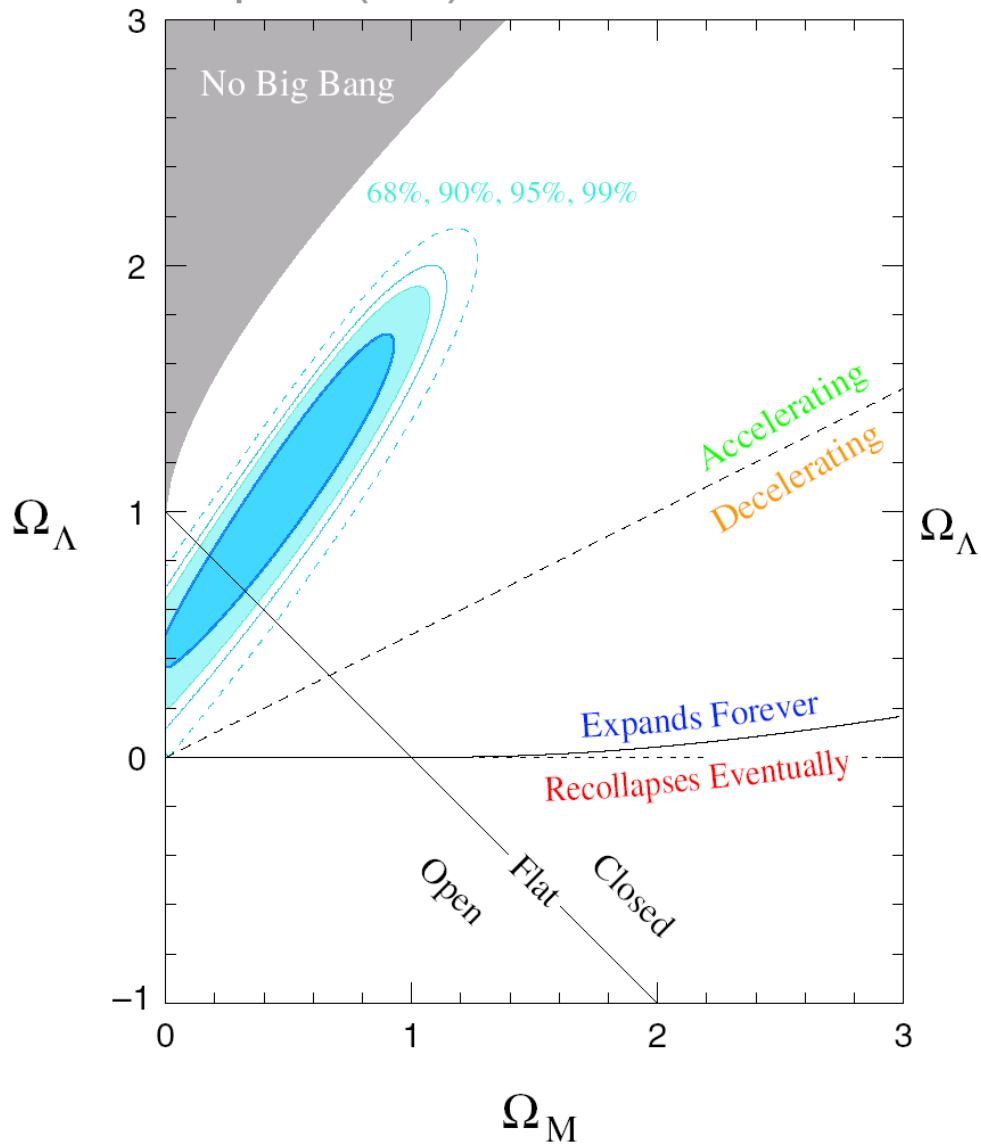 3
No Big Bang
68%, 90%, 95%, 99%
2
Accelerating
Decelerating
1
Ω_Λ
Ω_Λ
Expands Forever
0
Recollapses Eventually
Open
Flat
Closed
−1
0
1
2
3
Ω_M